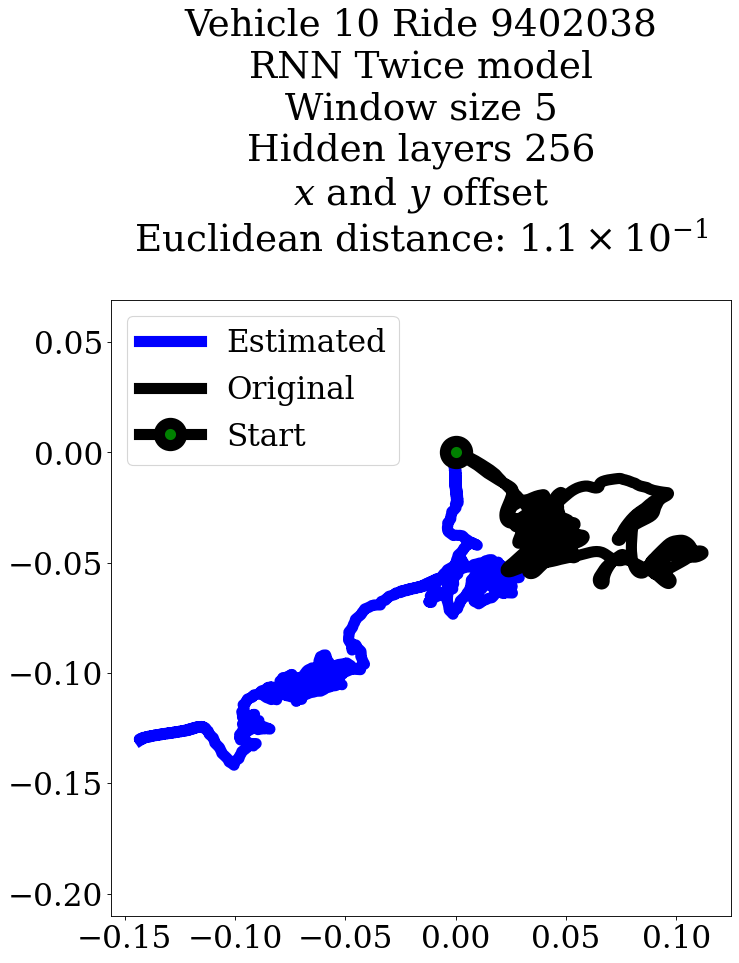 Vehicle 10 Ride 9402038
RNN Twice model
Window size 5
Hidden layers 256
x and y offset
Euclidean distance: 1.1 × 10⁻¹
Estimated
Original
Start
0.05
0.00
−0.05
−0.10
−0.15
−0.20
−0.15 −0.10 −0.05 0.00 0.05 0.10